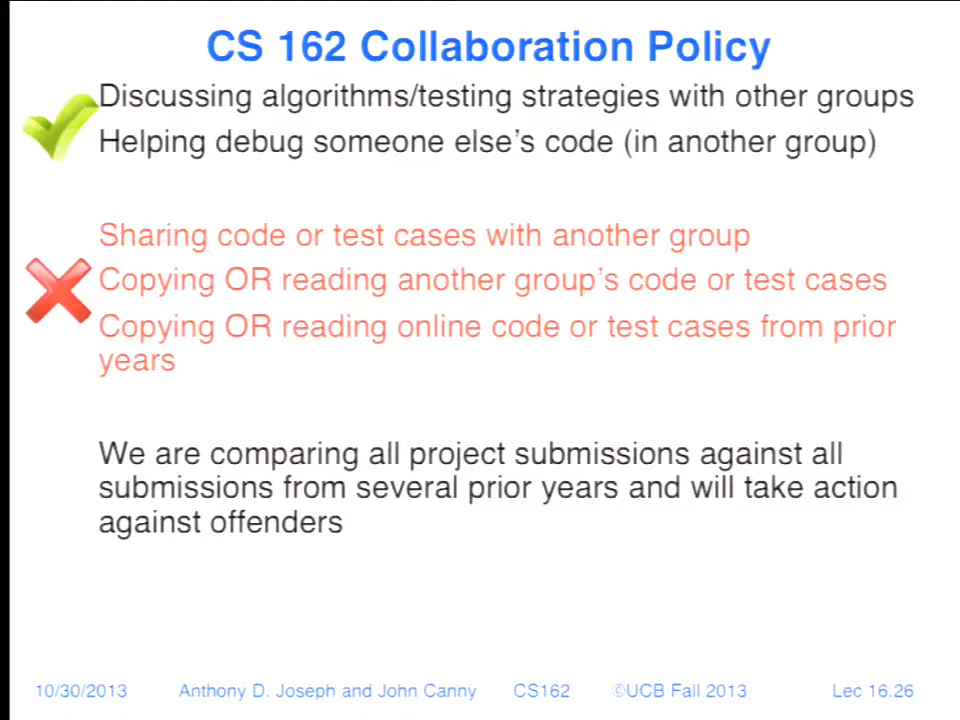 CS 162 Collaboration Policy
Discussing algorithms/testing strategies with other groups
Helping debug someone else's code (in another group)
Sharing code or test cases with another group
Copying OR reading another group's code or test cases
Copying OR reading online code or test cases from prior
years
We are comparing all project submissions against all
submissions from several prior years and will take action
against offenders
10/30/2013 Anthony D. Joseph and John Canny CS162 ©UCB Fall 2013 Lec 16.26